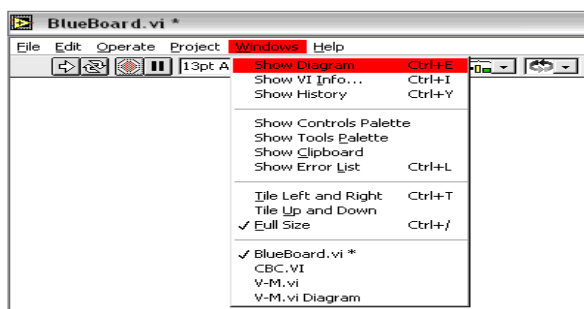 BlueBoard.vi *
File Edit Operate Project Windows Help
13pt A
Show Diagram Ctrl+E
Show VI Info... Ctrl+I
Show History Ctrl+Y
Show Controls Palette
Show Tools Palette
Show Clipboard
Show Error List Ctrl+L
Tile Left and Right Ctrl+T
Tile Up and Down
✓ Full Size Ctrl+/
✓ BlueBoard.vi *
CBC.VI
V-M.vi
V-M.vi Diagram